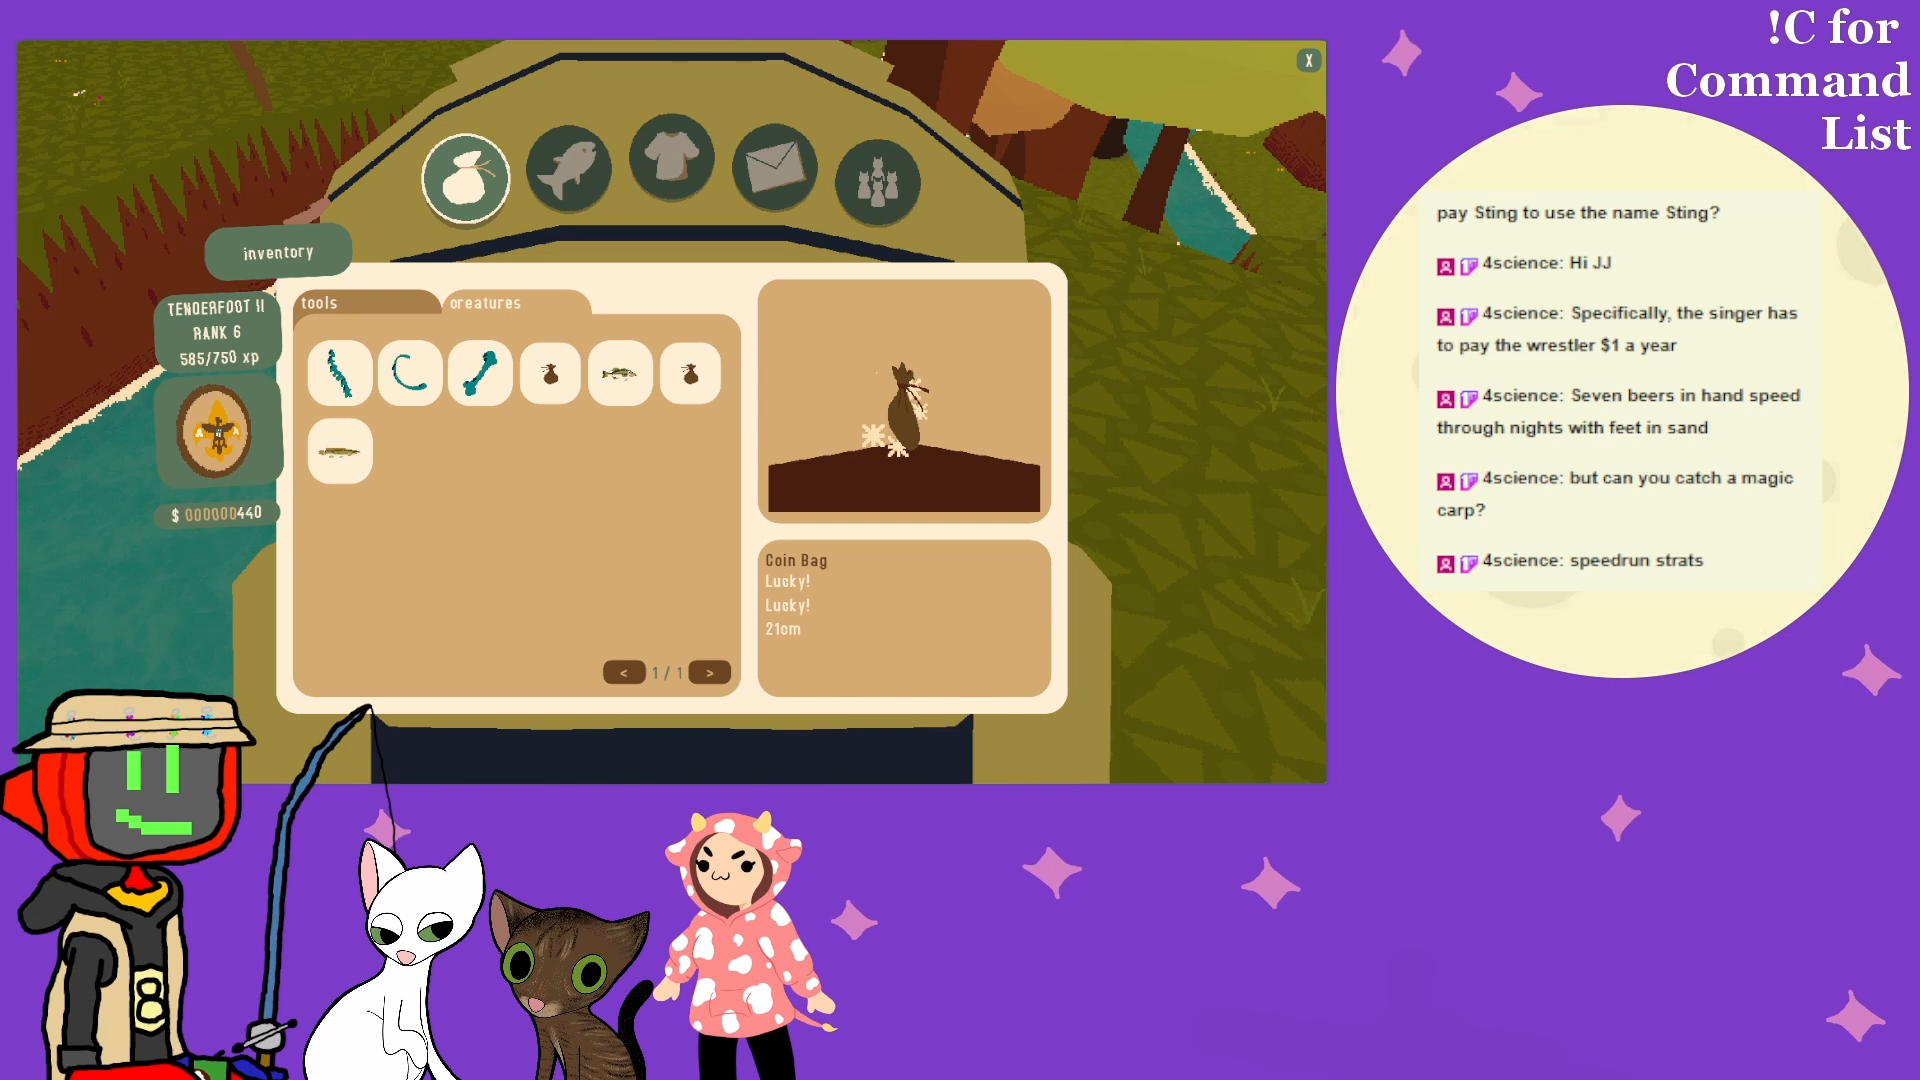 !C for
Command
List
X
inventory
TENDERFOOT II
RANK 6
585/750 xp
$ 000000440
tools
creatures
< 1 / 1 >
Coin Bag
Lucky!
Lucky!
21cm
pay Sting to use the name Sting?
4science: Hi JJ
4science: Specifically, the singer has
to pay the wrestler $1 a year
4science: Seven beers in hand speed
through nights with feet in sand
4science: but can you catch a magic
carp?
4science: speedrun strats
8